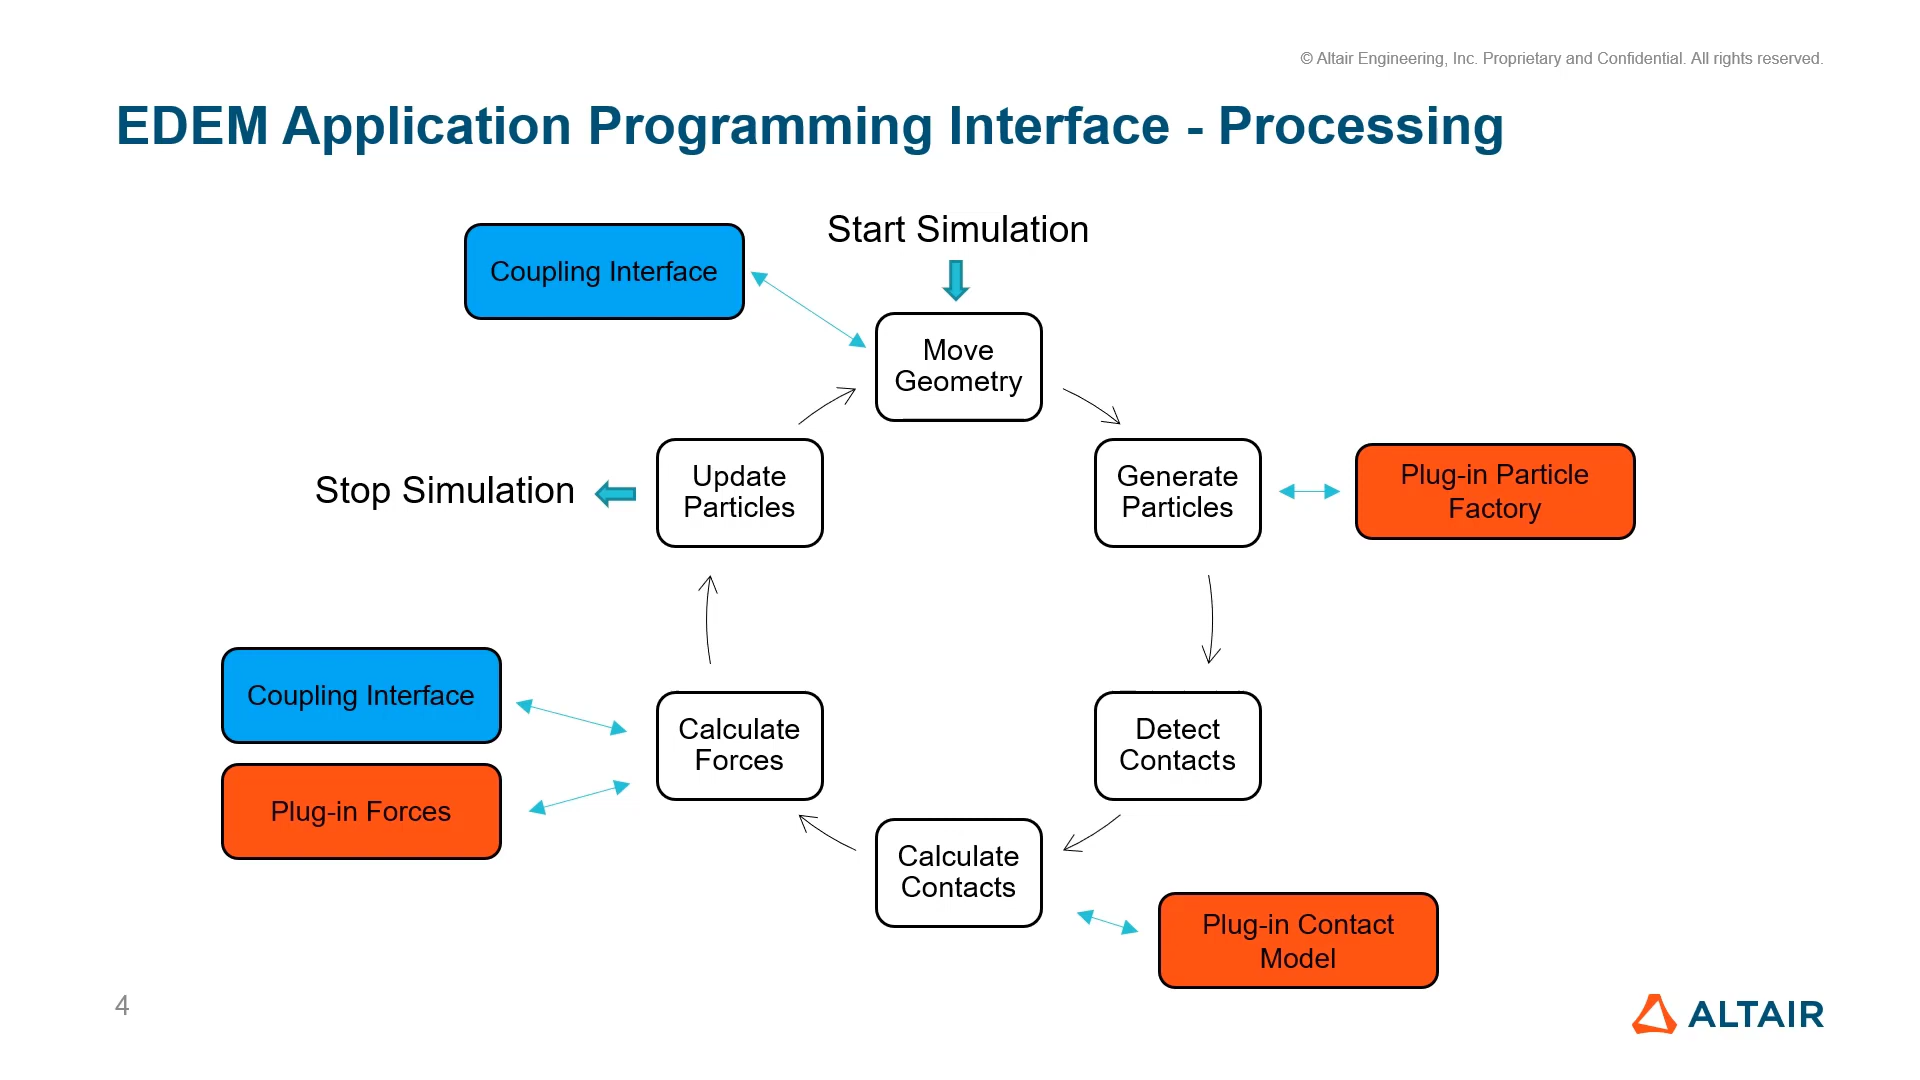 © Altair Engineering, Inc. Proprietary and Confidential. All rights reserved.
EDEM Application Programming Interface - Processing
Start Simulation
Coupling Interface
Move
Geometry
Generate
Particles
Plug-in Particle
Factory
Update
Particles
Stop Simulation
Detect
Contacts
Calculate
Contacts
Plug-in Contact
Model
Calculate
Forces
Coupling Interface
Plug-in Forces
4
ALTAIR